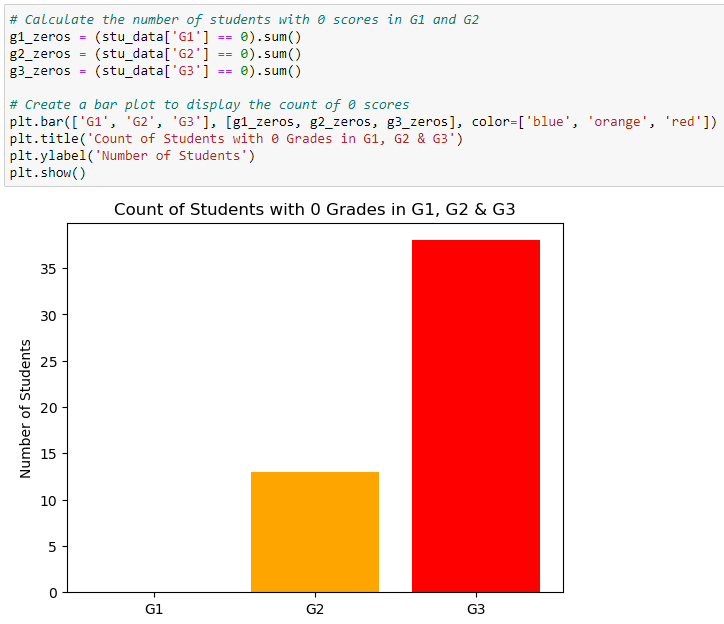 # Calculate the number of students with 0 scores in G1 and G2
g1_zeros = (stu_data['G1'] == 0).sum()
g2_zeros = (stu_data['G2'] == 0).sum()
g3_zeros = (stu_data['G3'] == 0).sum()
# Create a bar plot to display the count of 0 scores
plt.bar(['G1', 'G2', 'G3'], [g1_zeros, g2_zeros, g3_zeros], color=['blue', 'orange', 'red'])
plt.title('Count of Students with 0 Grades in G1, G2 & G3')
plt.ylabel('Number of Students')
plt.show()
Count of Students with 0 Grades in G1, G2 & G3
Number of Students
35
30
25
20
15
10
5
0
G1 G2 G3